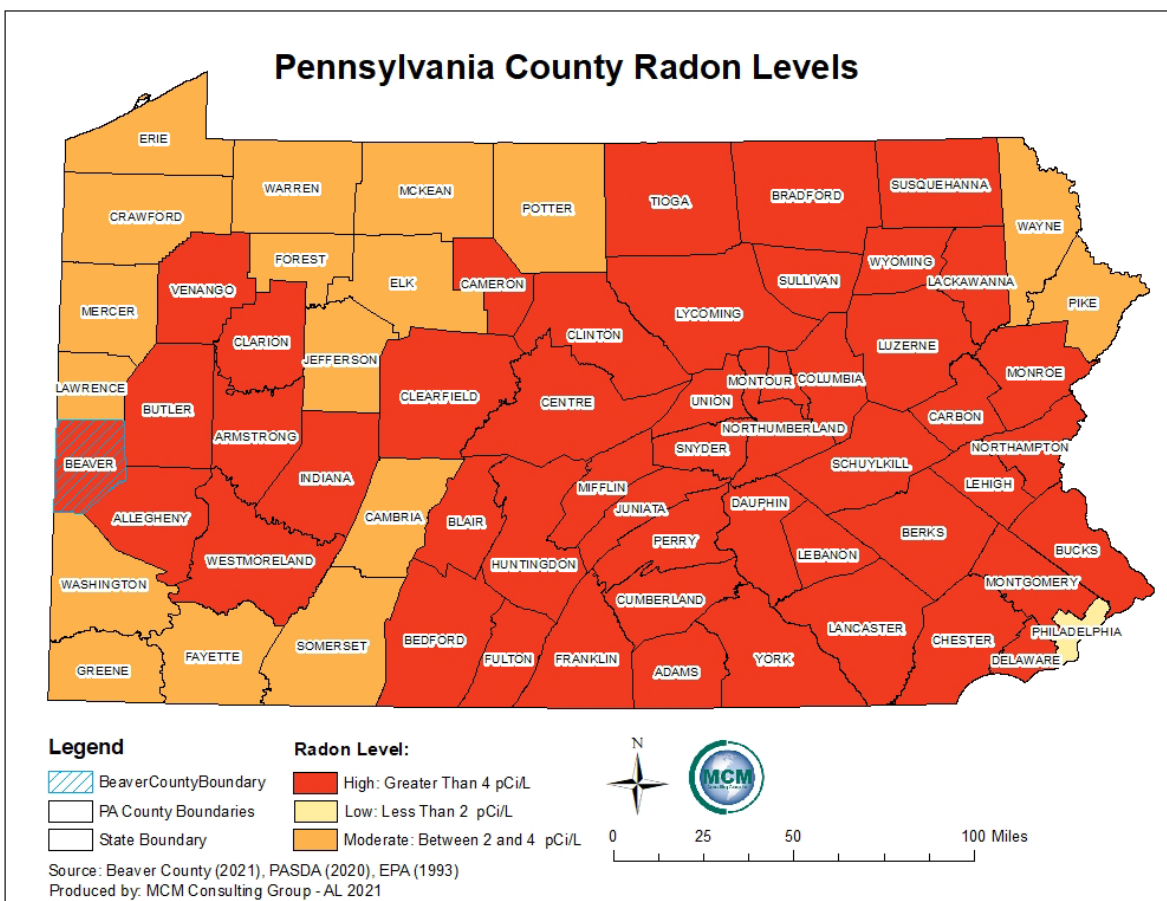 Pennsylvania County Radon Levels
ERIE
WARREN
MCKEAN
POTTER
TIOGA
BRADFORD
SUSQUEHANNA
CRAWFORD
WAYNE
FOREST
WYOMING
VENANGO
ELK
CAMERON
SULLIVAN
LACKAWANNA
PIKE
MERCER
LYCOMING
CLARION
CLINTON
LUZERNE
JEFFERSON
MONROE
LAWRENCE
MONTOUR
COLUMBIA
BUTLER
CLEARFIELD
CENTRE
UNION
CARBON
ARMSTRONG
NORTHUMBERLAND
SNYDER
NORTHAMPTON
BEAVER
SCHUYLKILL
INDIANA
MIFFLIN
LEHIGH
DAUPHIN
ALLEGHENY
CAMBRIA
BLAIR
JUNIATA
BERKS
PERRY
LEBANON
BUCKS
WESTMORELAND
HUNTINGDON
WASHINGTON
MONTGOMERY
CUMBERLAND
LANCASTER
PHILADELPHIA
SOMERSET
BEDFORD
CHESTER
FAYETTE
FULTON
FRANKLIN
YORK
DELAWARE
GREENE
ADAMS
Legend
BeaverCountyBoundary
PA County Boundaries
State Boundary
Radon Level:
High: Greater Than 4 pCi/L
Low: Less Than 2 pCi/L
Moderate: Between 2 and 4 pCi/L
N
MCM
0 25 50 100 Miles
Source: Beaver County (2021), PASDA (2020), EPA (1993)
Produced by: MCM Consulting Group - AL 2021